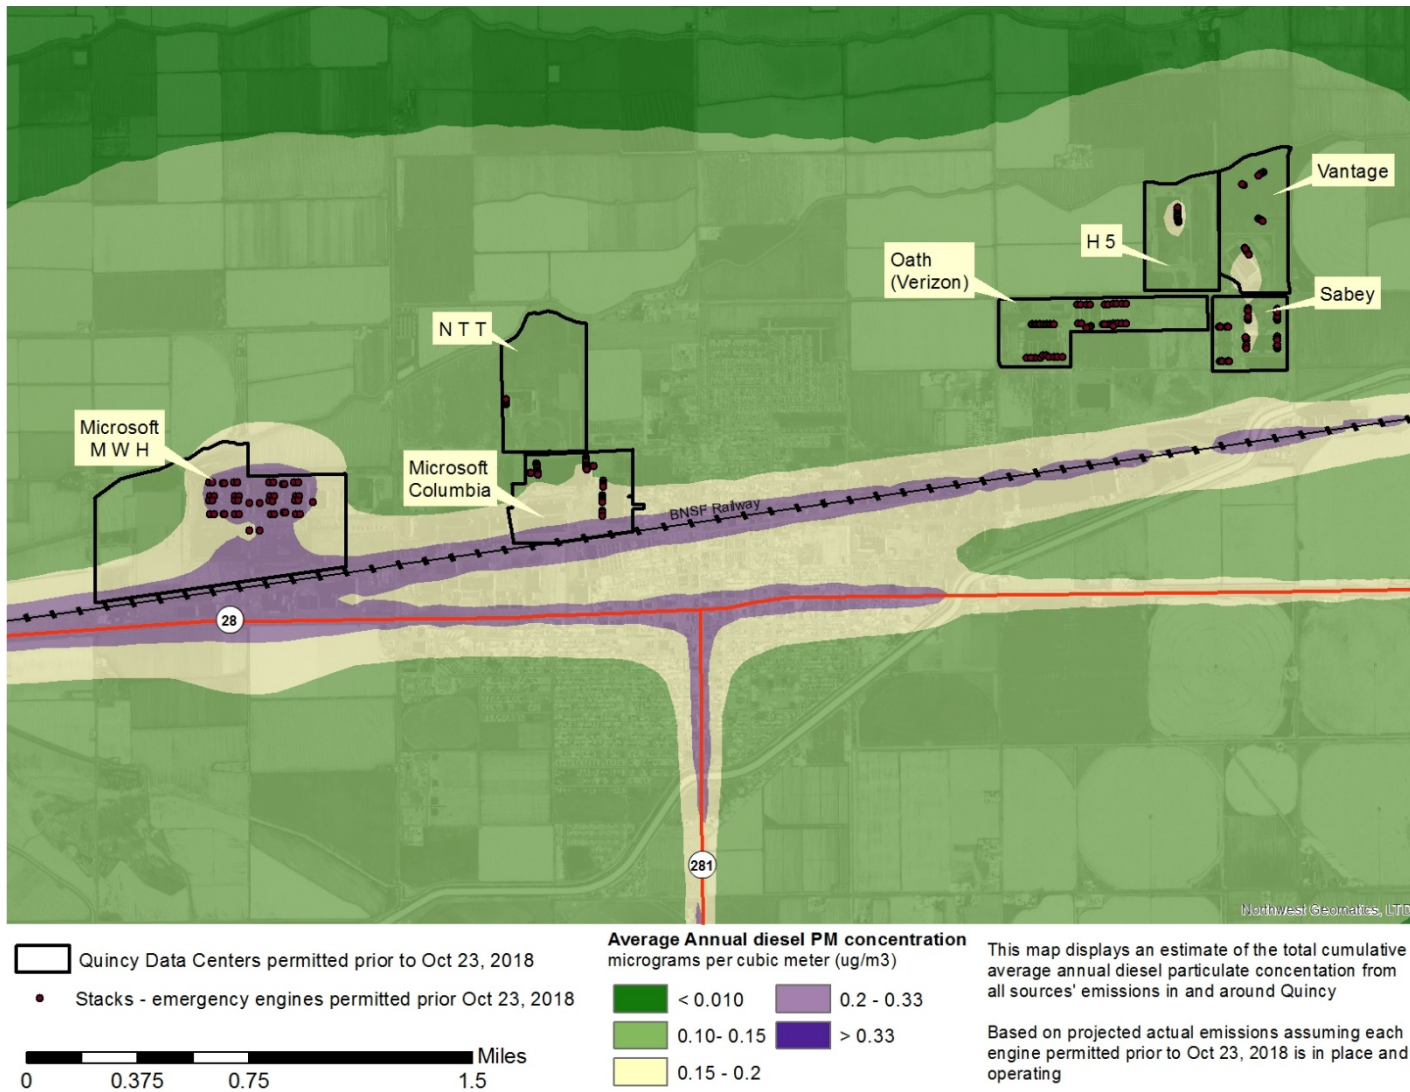 Vantage
H 5
Oath
(Verizon)
Sabey
N T T
Microsoft
M W H
Microsoft
Columbia
BNSF Railway
28
281
Northwest Geomatics, LTD
Quincy Data Centers permitted prior to Oct 23, 2018
Stacks - emergency engines permitted prior Oct 23, 2018
Miles
0 0.375 0.75 1.5
Average Annual diesel PM concentration
micrograms per cubic meter (ug/m3)
< 0.010
0.2 - 0.33
0.10- 0.15
> 0.33
0.15 - 0.2
This map displays an estimate of the total cumulative
average annual diesel particulate concentation from
all sources' emissions in and around Quincy
Based on projected actual emissions assuming each
engine permitted prior to Oct 23, 2018 is in place and
operating